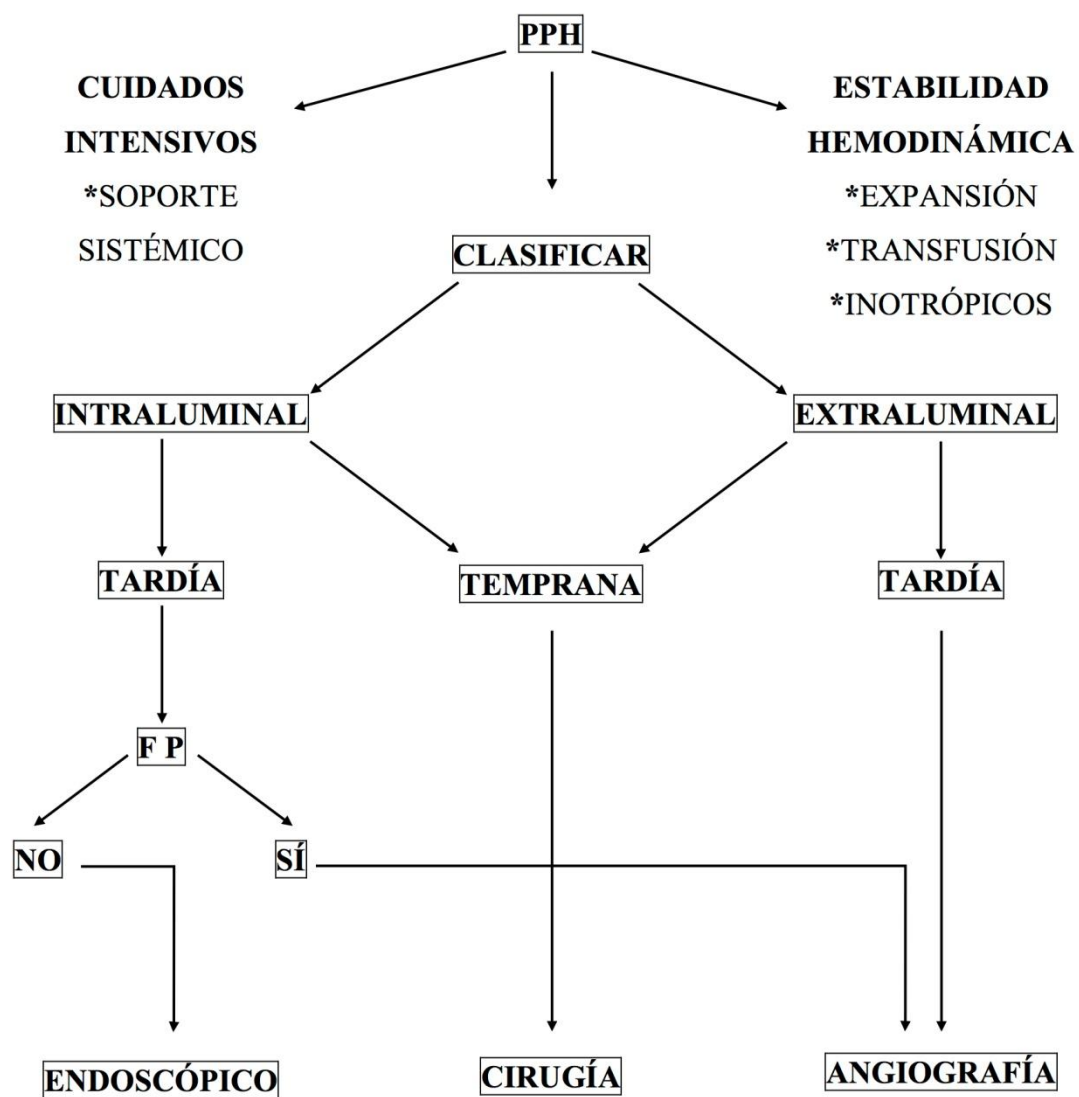 PPH
CUIDADOS
INTENSIVOS
*SOPORTE
SISTÉMICO
ESTABILIDAD
HEMODINÁMICA
*EXPANSIÓN
*TRANSFUSIÓN
*INOTRÓPICOS
CLASIFICAR
INTRALUMINAL
EXTRALUMINAL
TARDÍA
TEMPRANA
TARDÍA
F P
NO
SÍ
ENDOSCÓPICO
CIRUGÍA
ANGIOGRAFÍA